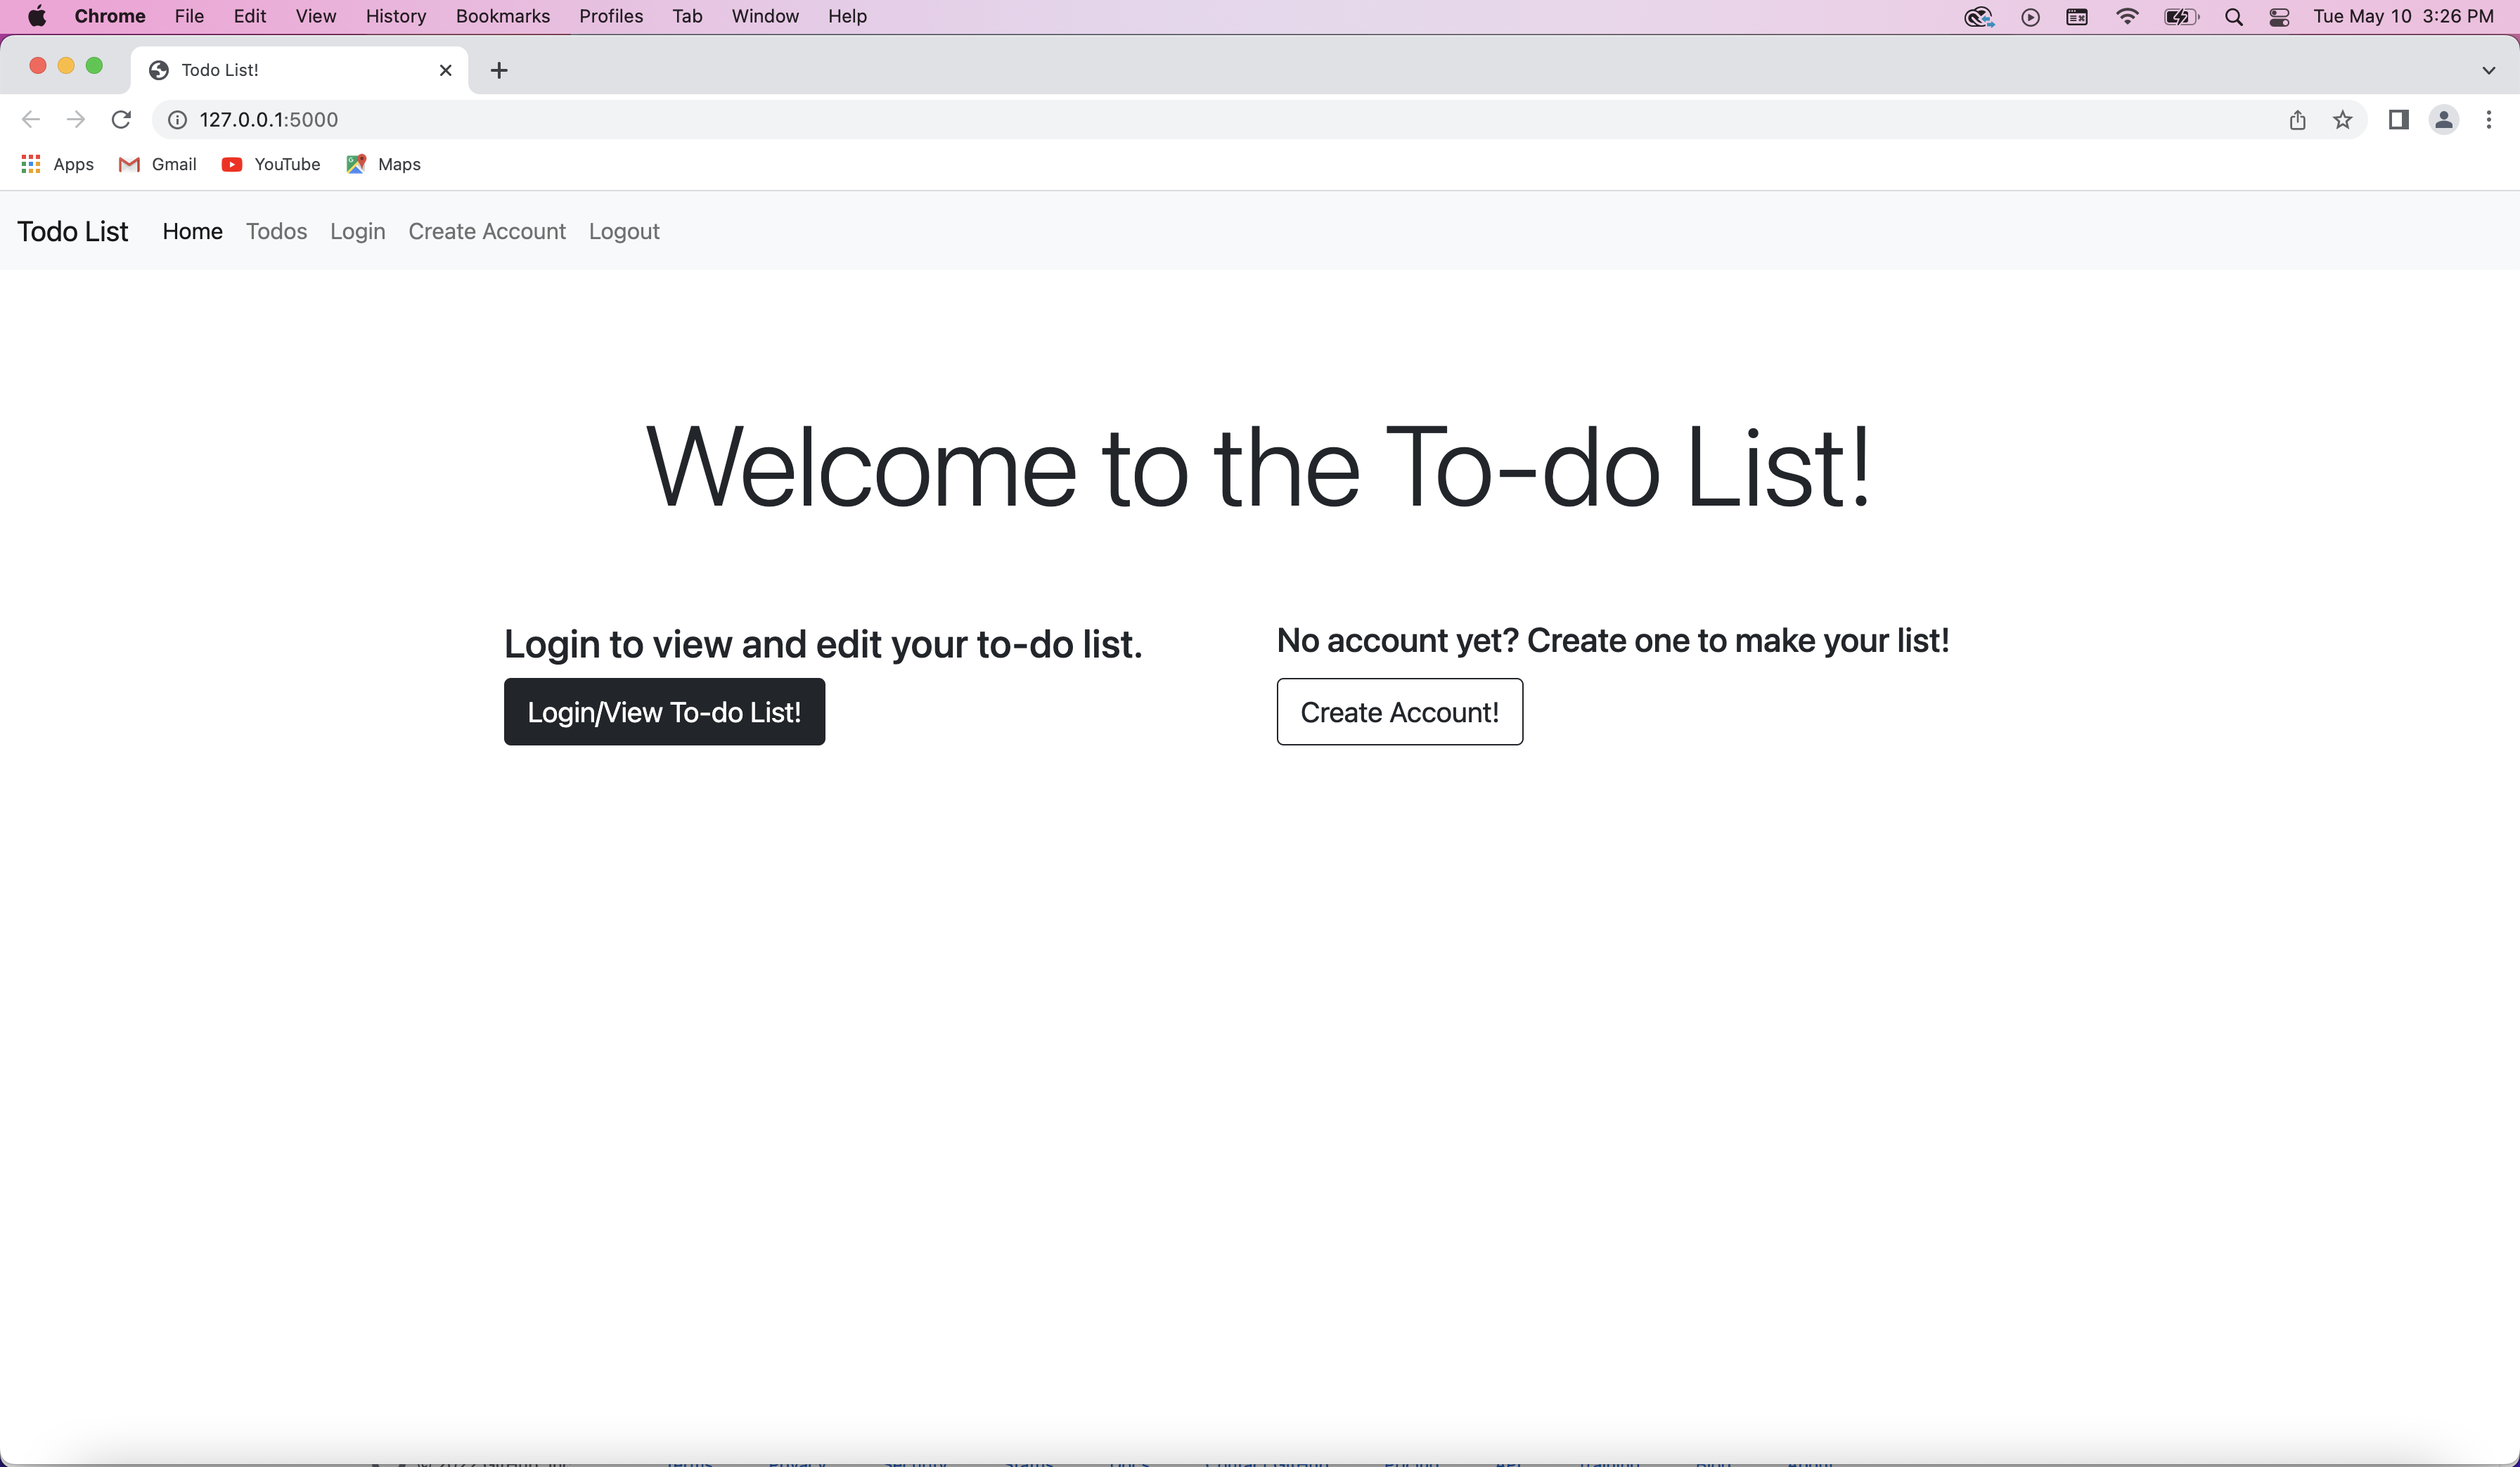 Chrome File Edit View History Bookmarks Profiles Tab Window Help Tue May 10 3:26 PM
Todo List!
127.0.0.1:5000
Apps Gmail YouTube Maps
Todo List Home Todos Login Create Account Logout
Welcome to the To-do List!
Login to view and edit your to-do list.
Login/View To-do List!
No account yet? Create one to make your list!
Create Account!